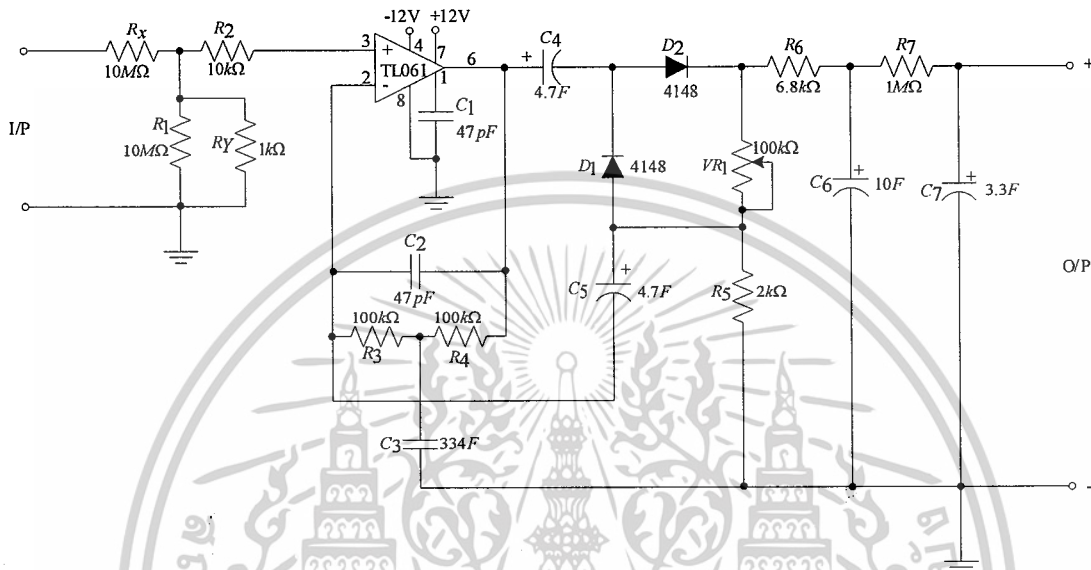 -12V +12V
Rx
10MΩ
R2
10kΩ
3
+
4
7
TL061
6
2
-
8
1
C1
47pF
+
C4
4.7F
D2
4148
R6
6.8kΩ
R7
1MΩ
+
I/P
R1
10MΩ
RY
1kΩ
D1
4148
100kΩ
VR1
+
C6
10F
+
C7
3.3F
C2
47pF
+
C5
4.7F
R5
2kΩ
O/P
100kΩ
R3
100kΩ
R4
C3
334F
-